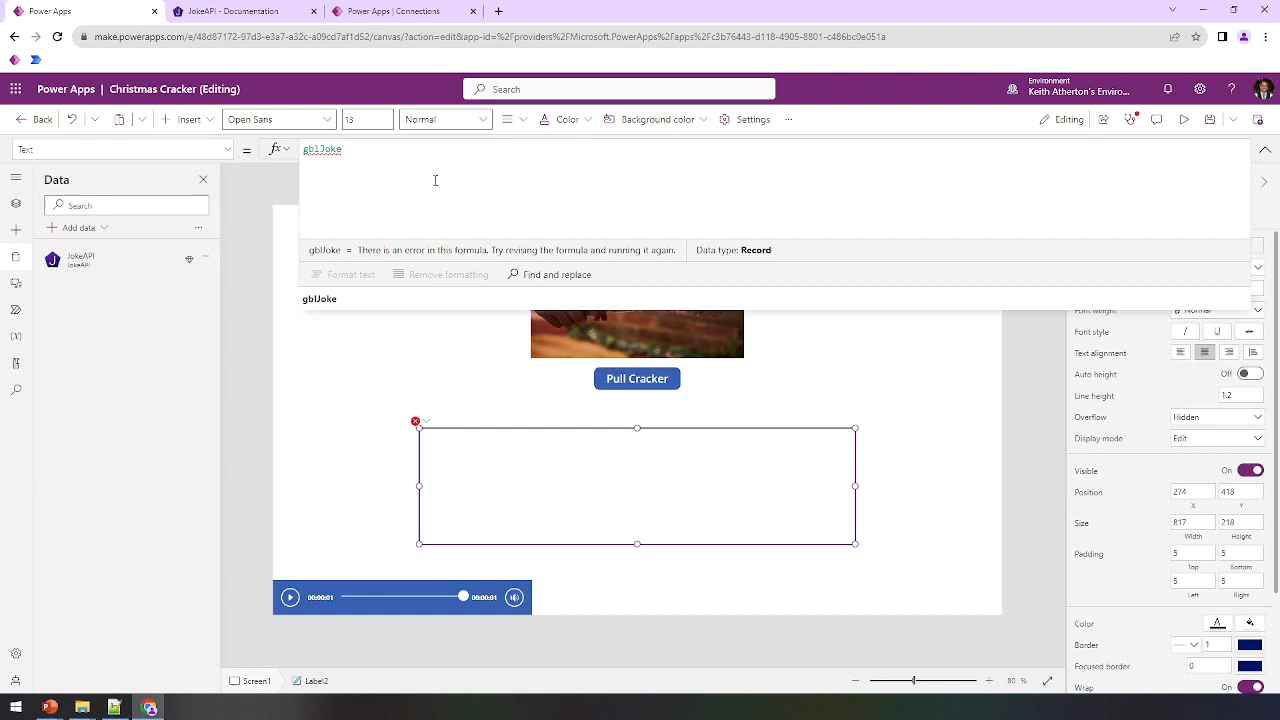 Power Apps
JokeAPI - Documentation
Power Apps | Connections
make.powerapps.com/e/48d87172-97d3-e3a7-a32c-a09cd7af1d52/canvas/?action=edit&app-id=%2Fproviders%2FMicrosoft.PowerApps%2Fapps%2Fc3b76443-d118-4905-8801-c486bc0e051a
Power Apps | Christmas Cracker (Editing)
Search
Environment
Keith Atherton's Enviro...
Back
Insert
Open Sans
13
Normal
Color
Background color
Settings
Editing
Text
=
fx
gblJoke
Data
Search
Add data
JokeAPI
JokeAPI
gblJoke = There is an error in this formula. Try revising the formula and running it again.
Data type: Record
Format text
Remove formatting
Find and replace
gblJoke
Pull Cracker
00:00:01
00:00:01
Font weight
Normal
Font style
Text alignment
Auto height
Off
Line height
1.2
Overflow
Hidden
Display mode
Edit
Visible
On
Position
274
418
X
Y
Size
817
218
Width
Height
Padding
5
5
Top
Bottom
5
5
Left
Right
Color
Border
1
Focused border
0
Wrap
On
Screen1
Label2
80 %